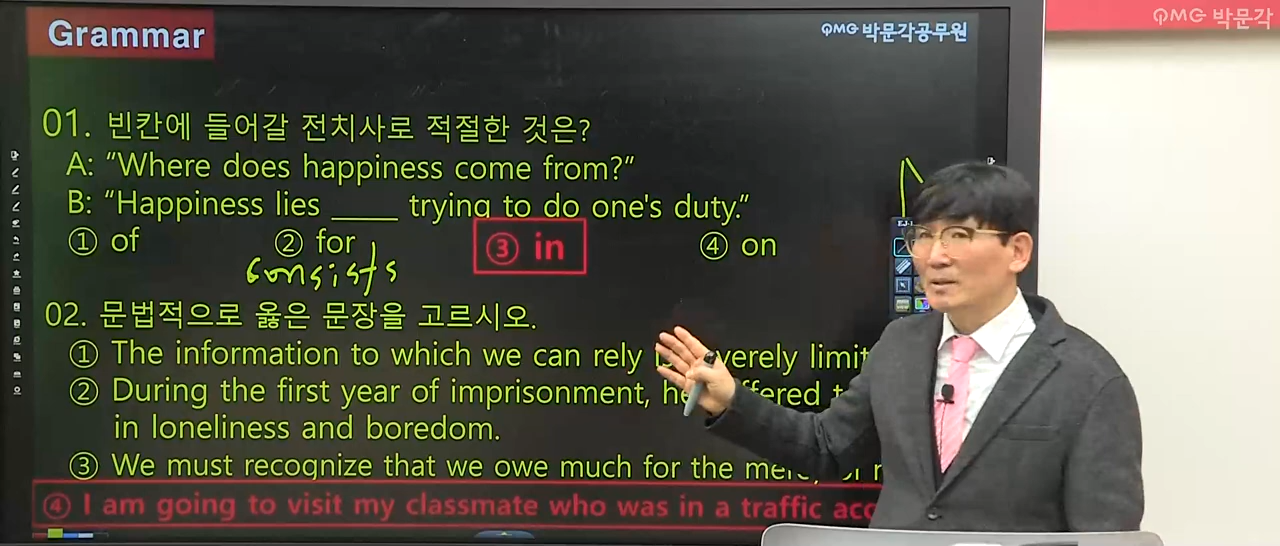 Grammar
QMG 박문각공무원
QMG 박문각
01. 빈칸에 들어갈 전치사로 적절한 것은?
A: “Where does happiness come from?”
B: “Happiness lies ____ trying to do one's duty.”
① of ② for ③ in ④ on
consists
02. 문법적으로 옳은 문장을 고르시오.
① The information to which we can rely
② During the first year of imprisonment,
in loneliness and boredom.
③ We must recognize that we owe much for the
④ I am going to visit my classmate who was in a traffic